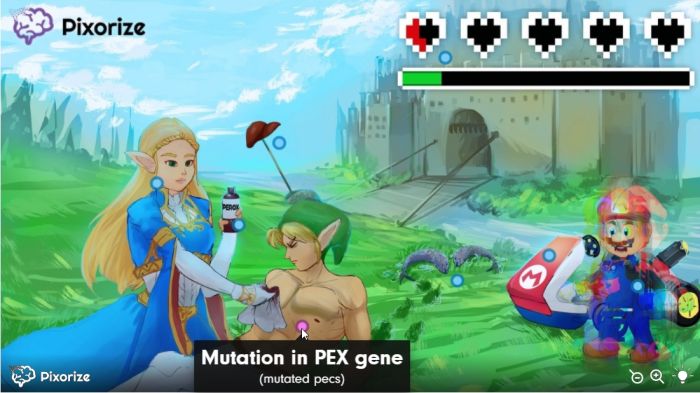 Pixorize
PEROX
M
Mutation in PEX gene
(mutated pecs)
Pixorize